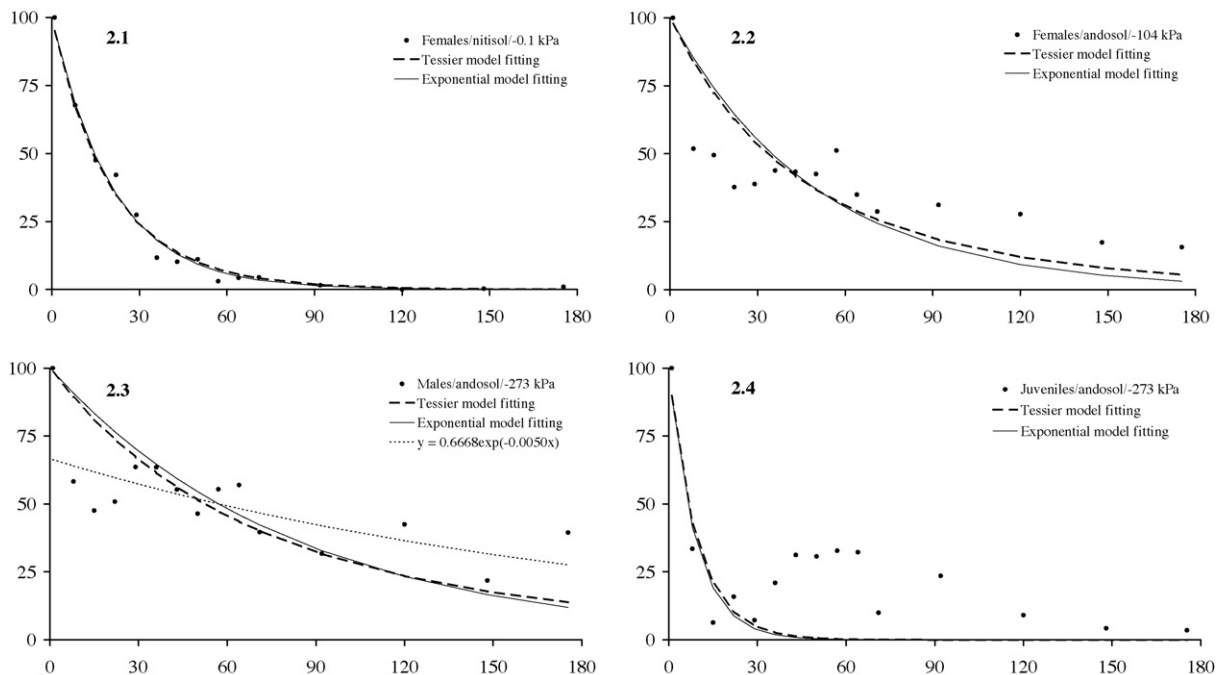 2.1
Females/nitisol/-0.1 kPa
Tessier model fitting
Exponential model fitting
100
75
50
25
0
0 30 60 90 120 150 180
2.2
Females/andosol/-104 kPa
Tessier model fitting
Exponential model fitting
100
75
50
25
0
0 30 60 90 120 150 180
2.3
Males/andosol/-273 kPa
Tessier model fitting
Exponential model fitting
y = 0.6668exp(-0.0050x)
100
75
50
25
0
0 30 60 90 120 150 180
2.4
Juveniles/andosol/-273 kPa
Tessier model fitting
Exponential model fitting
100
75
50
25
0
0 30 60 90 120 150 180